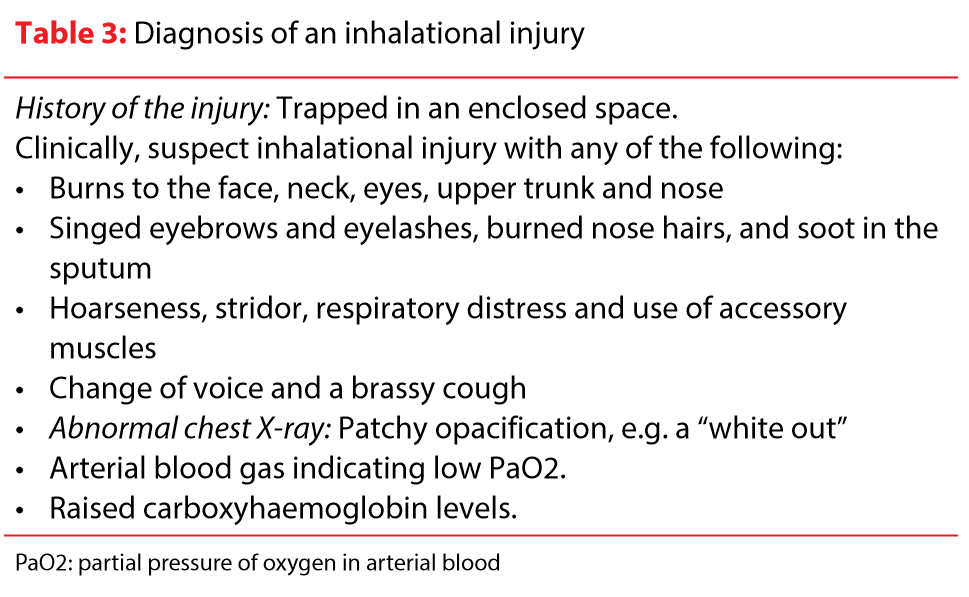 Table 3: Diagnosis of an inhalational injury
History of the injury: Trapped in an enclosed space.
Clinically, suspect inhalational injury with any of the following:
• Burns to the face, neck, eyes, upper trunk and nose
• Singed eyebrows and eyelashes, burned nose hairs, and soot in the
sputum
• Hoarseness, stridor, respiratory distress and use of accessory
muscles
• Change of voice and a brassy cough
• Abnormal chest X-ray: Patchy opacification, e.g. a “white out”
• Arterial blood gas indicating low PaO2.
• Raised carboxyhaemoglobin levels.
PaO2: partial pressure of oxygen in arterial blood